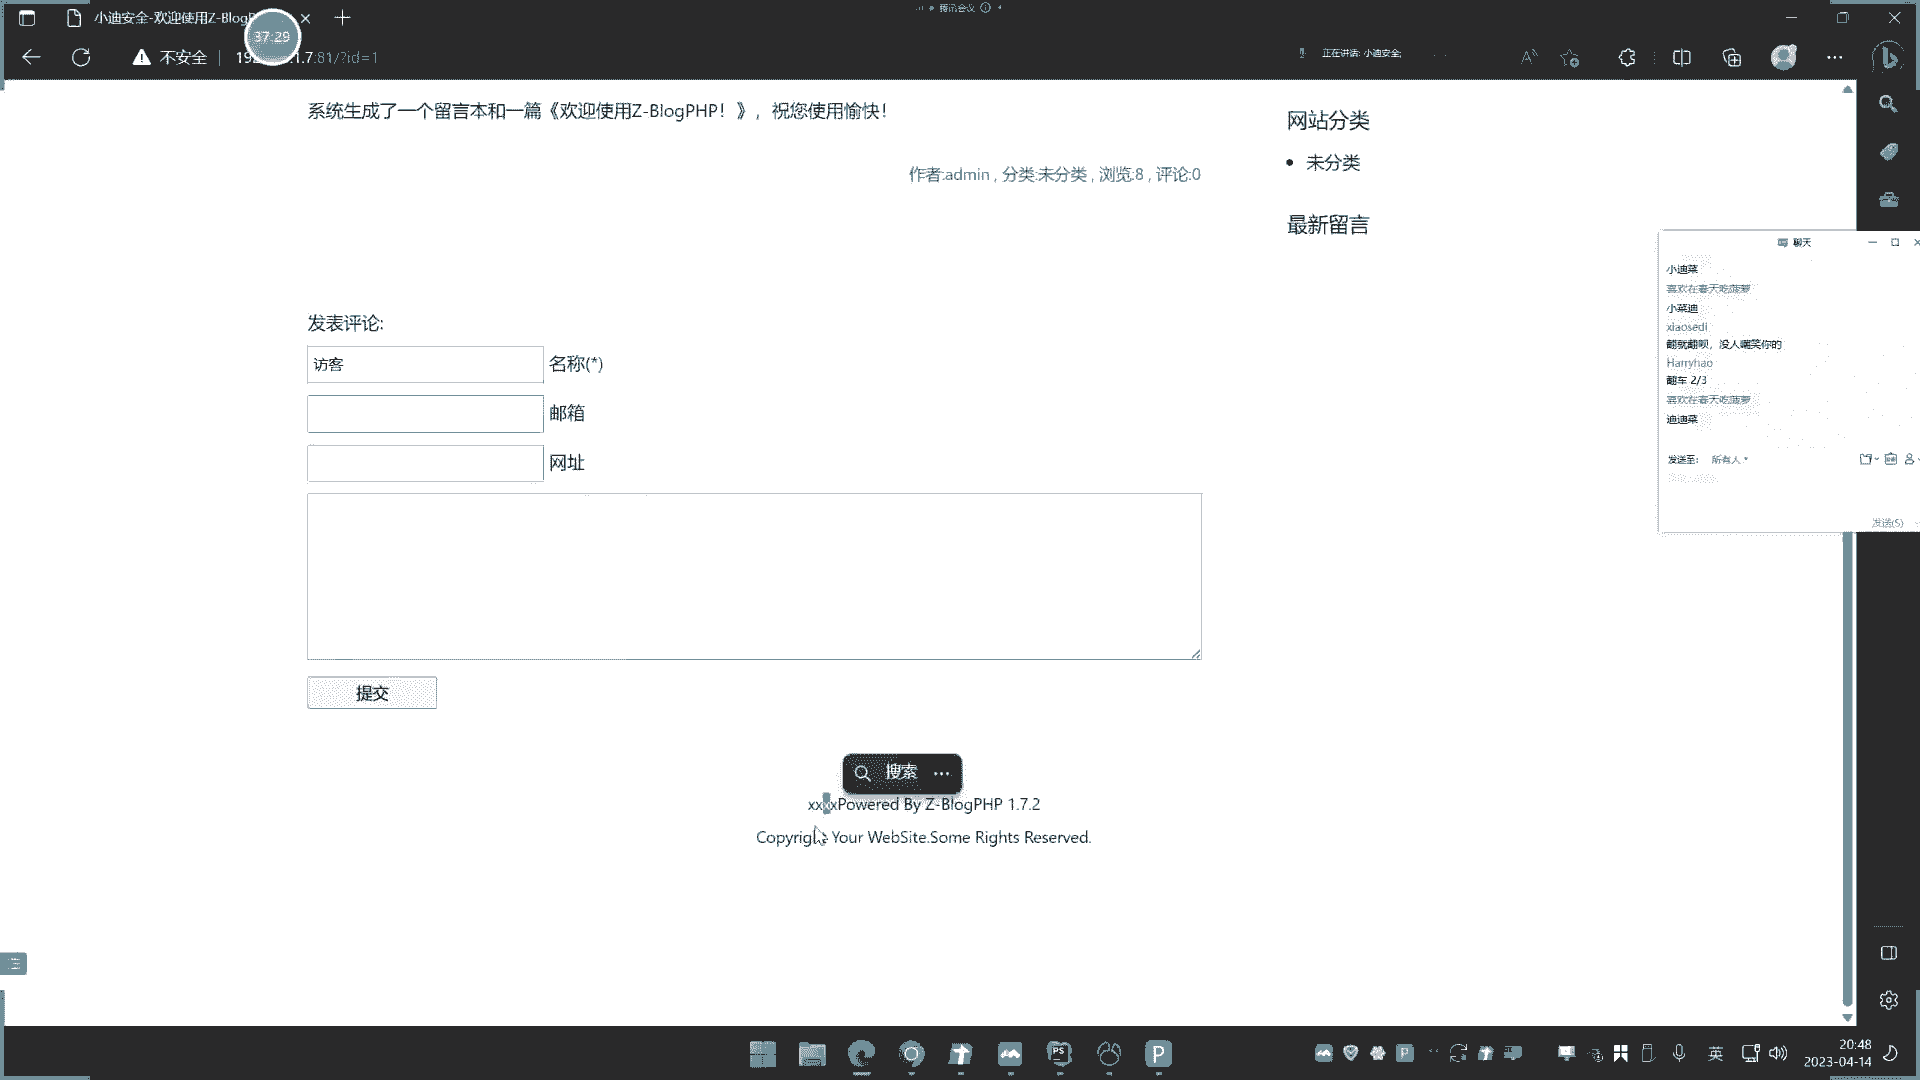 小迪安全-欢迎使用Z-Blog
37:29
腾讯会议
不安全
1.7:81/?id=1
正在讲话: 小迪安全;
系统生成了一个留言本和一篇《欢迎使用Z-BlogPHP！》，祝您使用愉快！
作者:admin , 分类:未分类 , 浏览:8 , 评论:0
网站分类
未分类
最新留言
聊天
小迪菜
喜欢在春天吃菠萝
小菜迪
xiaosedi
翻就翻呗，没人嘲笑你的
Harryhao
翻车 2/3
喜欢在春天吃菠萝
迪迪菜
发送至: 所有人
发送(S)
发表评论:
访客 名称(*)
邮箱
网址
提交
搜索
xxxxPowered By Z-BlogPHP 1.7.2
Copyright Your WebSite.Some Rights Reserved.
英
20:48
2023-04-14